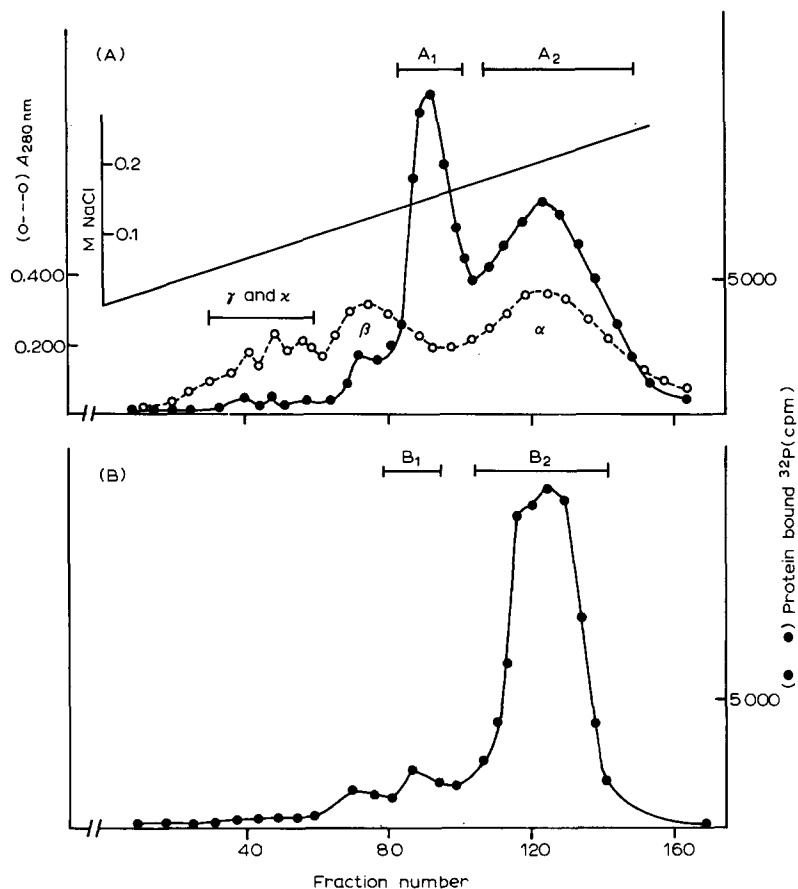 (A)
A1
A2
(O---O) A280 nm
M NaCl
0.2
0.1
0.400
0.200
γ and ϰ
β
α
5000
(B)
B1
B2
5000
(● ●) Protein bound 32P(cpm)
40
80
120
160
Fraction number